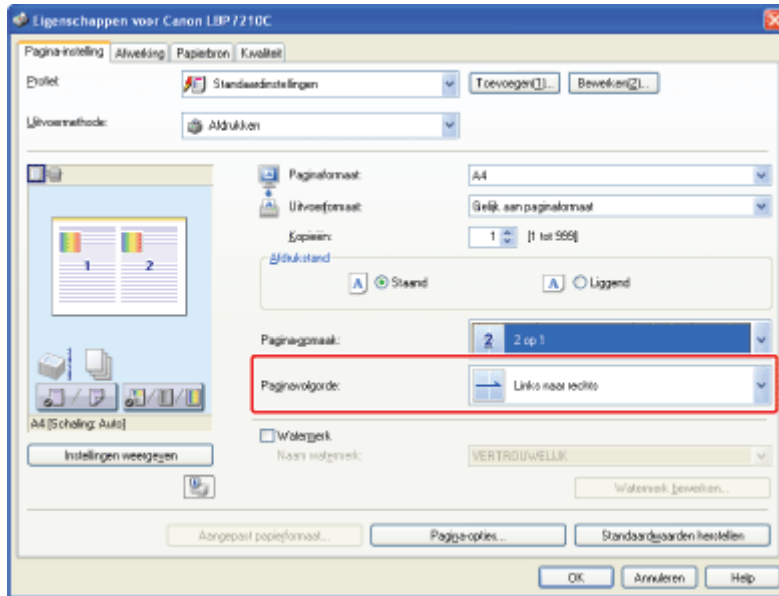 Eigenschappen voor Canon LBP7210C
Pagina-instelling Afwerking Papierbron Kwaliteit
Profiel: Standaardinstellingen Toevoegen(1)... Bewerken(2)...
Uitvoermethode: Afdrukken
Paginaformaat: A4
Uitvoerformaat: Gelijk aan paginaformaat
Kopieën: 1 [1 tot 999]
Afdrukstand
A Staand A Liggend
1 2
Pagina-opmaak: 2 2 op 1
Paginavolgorde: Links naar rechts
A4 [Schaling: Auto]
Watermerk
Instellingen weergeven Naam watermerk: VERTROUWELIJK
Watermerk bewerken...
Aangepast papierformaat... Pagina-opties... Standaardwaarden herstellen
OK Annuleren Help